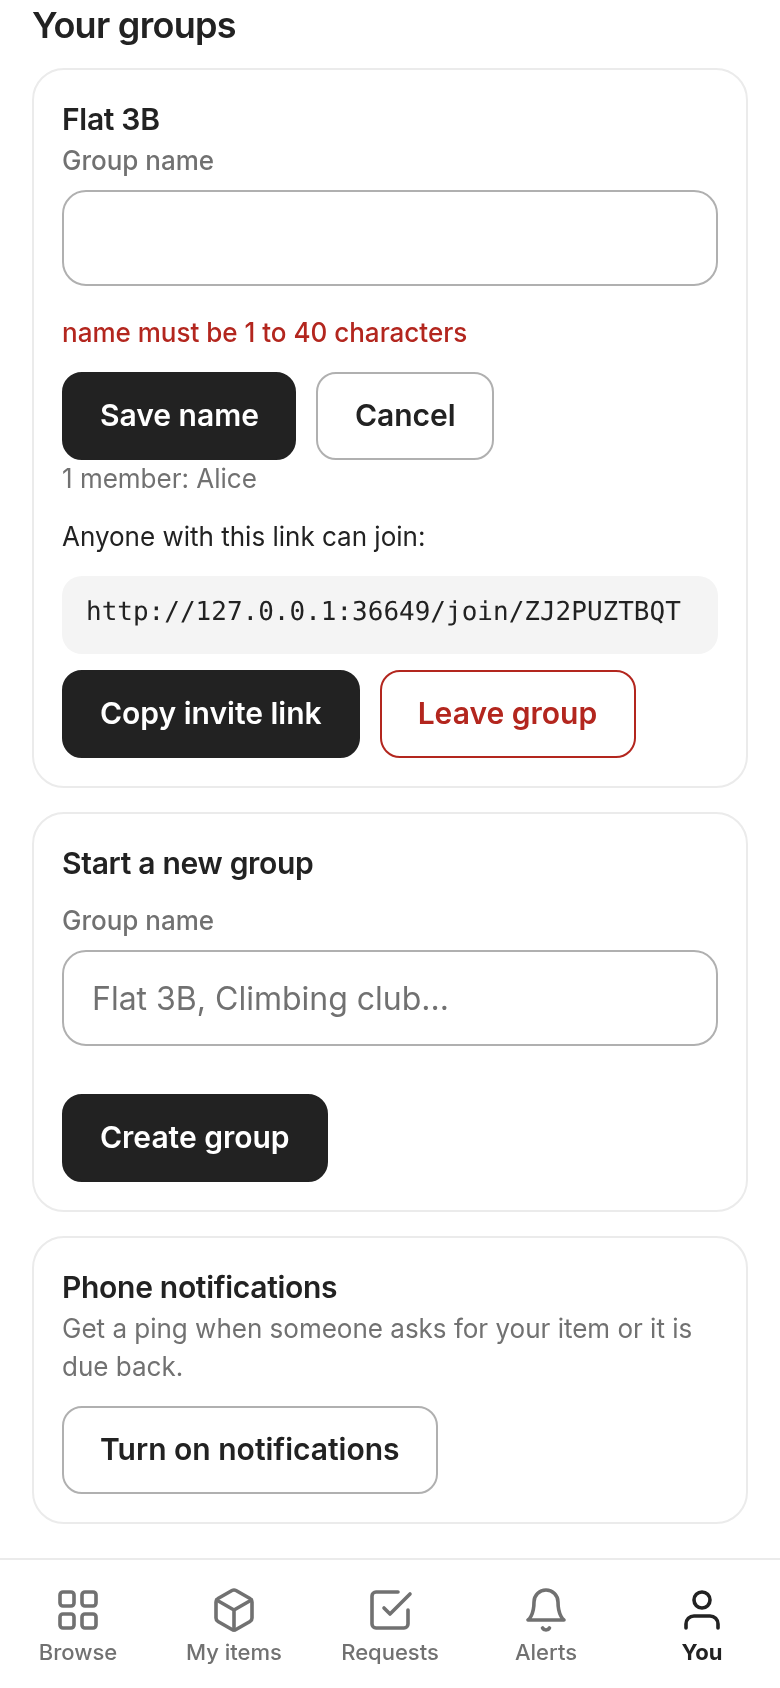 Your groups
Flat 3B
Group name
name must be 1 to 40 characters
Save name
Cancel
1 member: Alice
Anyone with this link can join:
http://127.0.0.1:36649/join/ZJ2PUZTBQT
Copy invite link
Leave group
Start a new group
Group name
Flat 3B, Climbing club...
Create group
Phone notifications
Get a ping when someone asks for your item or it is
due back.
Turn on notifications
Browse
My items
Requests
Alerts
You